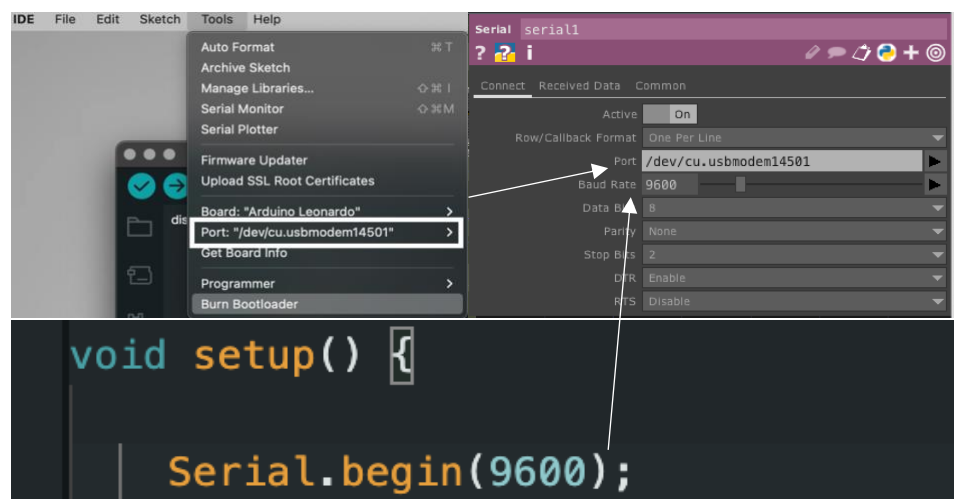 IDE File Edit Sketch Tools Help
Auto Format ⌘ T
Archive Sketch
Manage Libraries... ⇧ ⌘ I
Serial Monitor ⇧ ⌘ M
Serial Plotter
Firmware Updater
Upload SSL Root Certificates
Board: "Arduino Leonardo" >
Port: "/dev/cu.usbmodem14501" >
Get Board Info
Programmer >
Burn Bootloader
dis
Serial serial1
? ? i
Connect Received Data Common
Active On
Row/Callback Format One Per Line
Port /dev/cu.usbmodem14501
Baud Rate 9600
Data Bits 8
Parity None
Stop Bits 2
DTR Enable
RTS Disable
void setup() {
Serial.begin(9600);